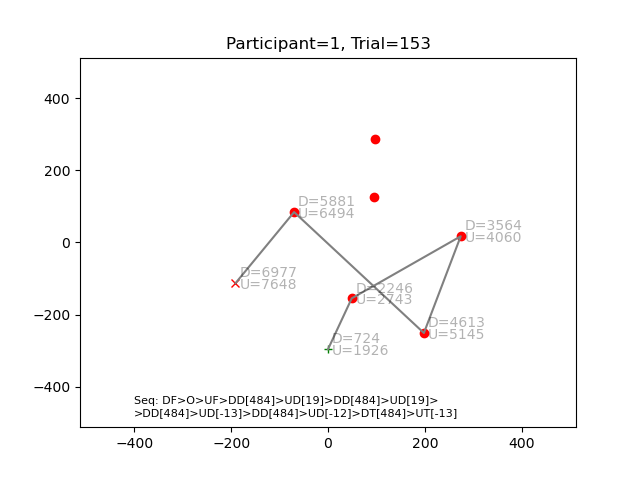 Participant=1, Trial=153
400
200
0
−200
−400
D=5881
U=6494
D=3564
U=4060
D=6977
U=7648
D=2246
U=2743
D=4613
U=5145
D=724
U=1926
Seq: DF>O>UF>DD[484]>UD[19]>DD[484]>UD[19]>
>DD[484]>UD[-13]>DD[484]>UD[-12]>DT[484]>UT[-13]
−400 −200 0 200 400